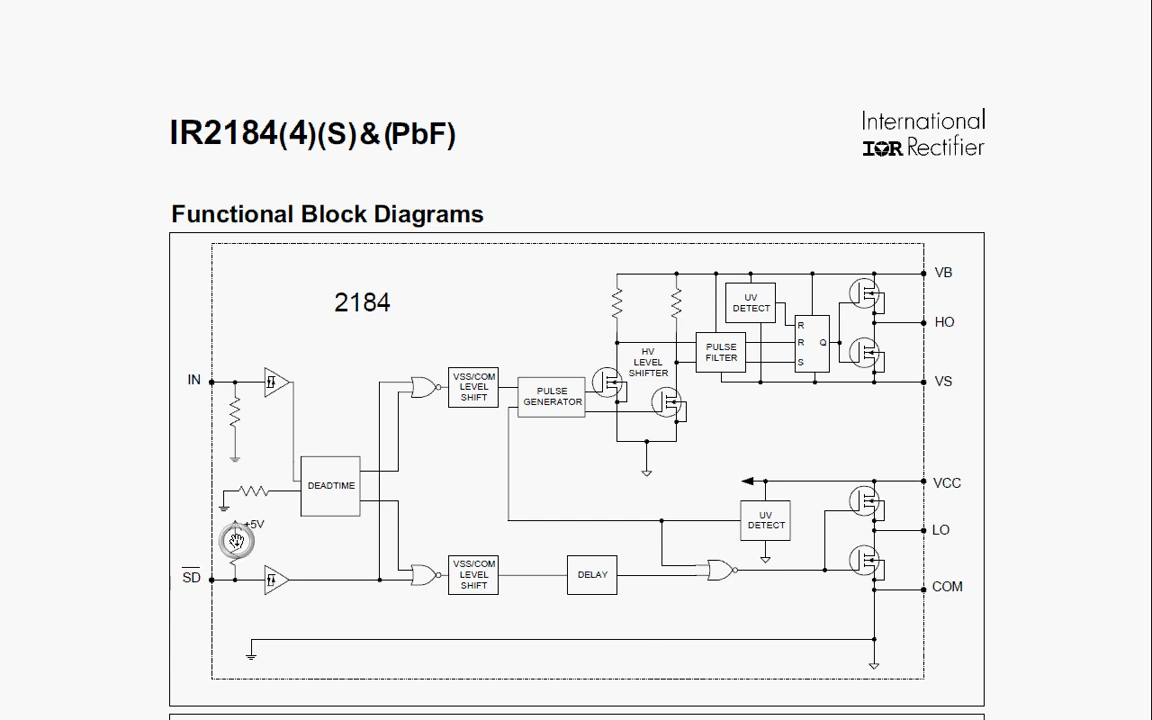 IR2184(4)(S)&(PbF)
International
IOR Rectifier
Functional Block Diagrams
2184
VB
UV
DETECT
HO
R
R
Q
S
PULSE
FILTER
HV
LEVEL
SHIFTER
VS
IN
VSS/COM
LEVEL
SHIFT
PULSE
GENERATOR
DEADTIME
VCC
UV
DETECT
LO
+5V
SD
VSS/COM
LEVEL
SHIFT
DELAY
COM